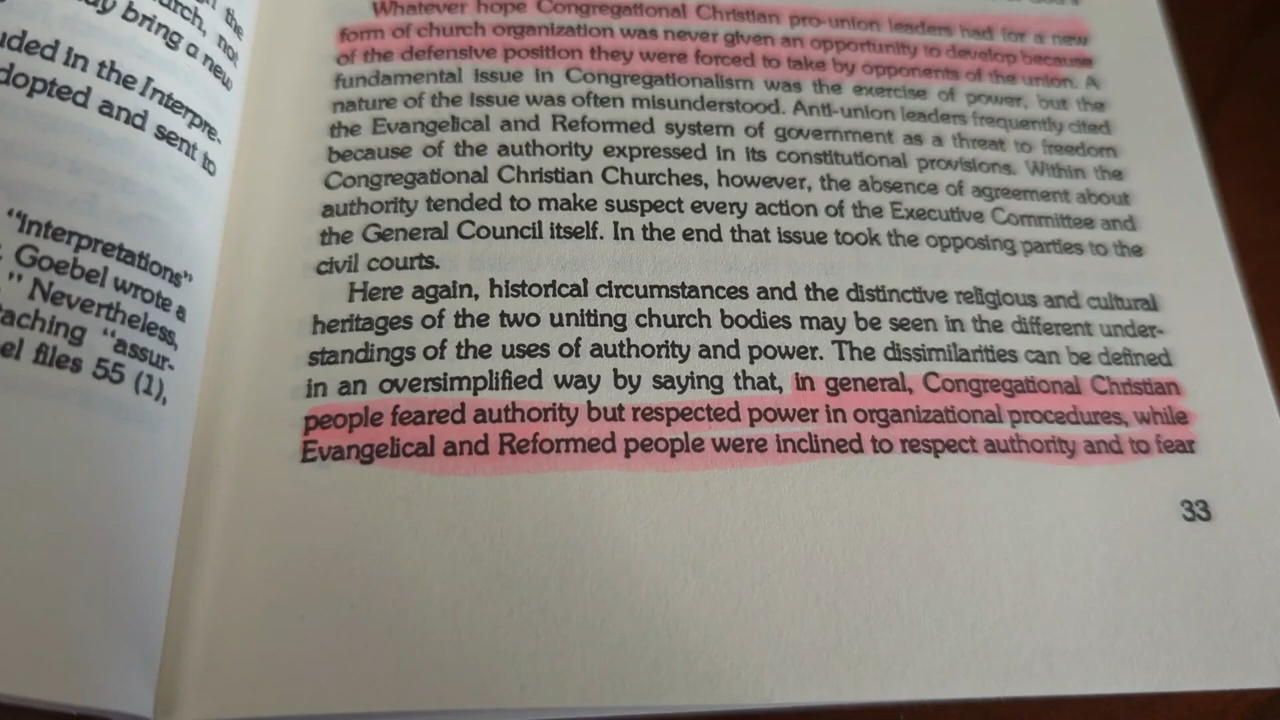 the
urch, not
bring a new
ded in the Interpre-
dopted and sent to
"Interpretations"
Goebel wrote a
" Nevertheless,
aching "assur-
el files 55 (1),
Whatever hope Congregational Christian pro-union leaders had for a new
form of church organization was never given an opportunity to develop because
of the defensive position they were forced to take by opponents of the union. A
fundamental issue in Congregationalism was the exercise of power, but the
nature of the issue was often misunderstood. Anti-union leaders frequently cited
the Evangelical and Reformed system of government as a threat to freedom
because of the authority expressed in its constitutional provisions. Within the
Congregational Christian Churches, however, the absence of agreement about
authority tended to make suspect every action of the Executive Committee and
the General Council itself. In the end that issue took the opposing parties to the
civil courts.
Here again, historical circumstances and the distinctive religious and cultural
heritages of the two uniting church bodies may be seen in the different under-
standings of the uses of authority and power. The dissimilarities can be defined
in an oversimplified way by saying that, in general, Congregational Christian
people feared authority but respected power in organizational procedures, while
Evangelical and Reformed people were inclined to respect authority and to fear
33